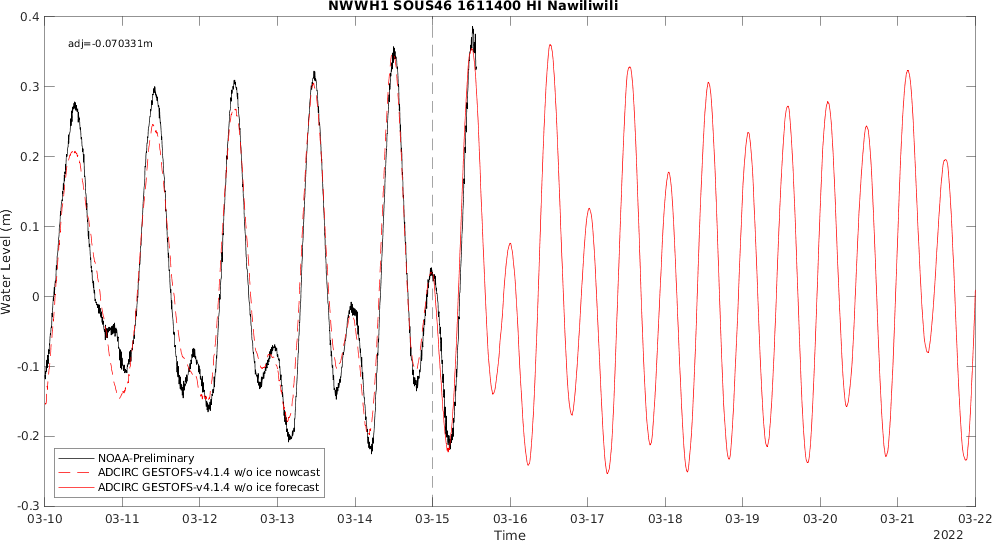 NWWH1 SOUS46 1611400 HI Nawiliwili
adj=-0.070331m
0.4
0.3
0.2
0.1
0
-0.1
-0.2
-0.3
Water Level (m)
NOAA-Preliminary
ADCIRC GESTOFS-v4.1.4 w/o ice nowcast
ADCIRC GESTOFS-v4.1.4 w/o ice forecast
03-10 03-11 03-12 03-13 03-14 03-15 03-16 03-17 03-18 03-19 03-20 03-21 03-22
Time
2022